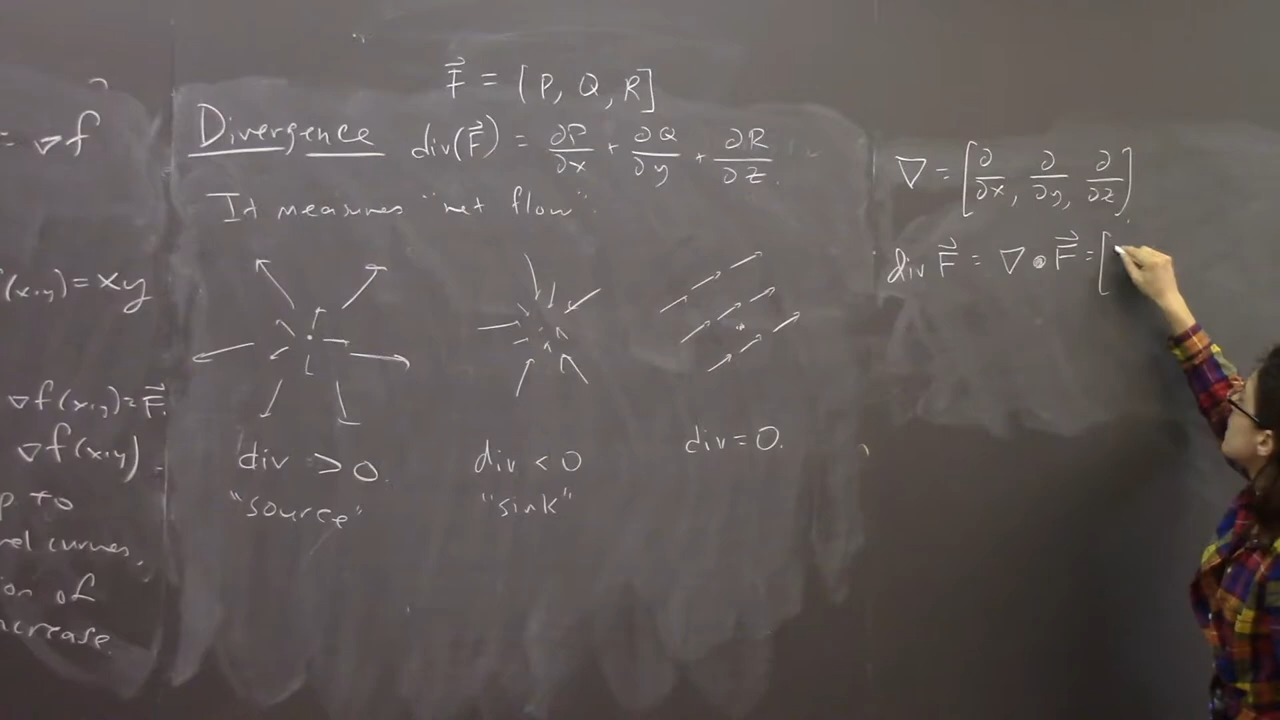 = ∇f
(x,y) = xy
∇f(x,y) = F⃗.
∇f(x,y)
p to
curves,
on of
ncrease.
F⃗ = [P, Q, R]
Divergence div(F⃗) = ∂P/∂x + ∂Q/∂y + ∂R/∂z.
It measures "net flow".
div > 0.
"source"
div < 0
"sink"
div = 0.
∇ = [∂/∂x, ∂/∂y, ∂/∂z]
div F⃗ = ∇ • F⃗ = [